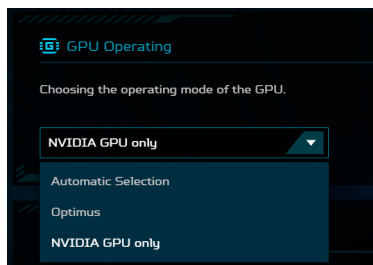 GPU Operating
Choosing the operating mode of the GPU.
NVIDIA GPU only
Automatic Selection
Optimus
NVIDIA GPU only